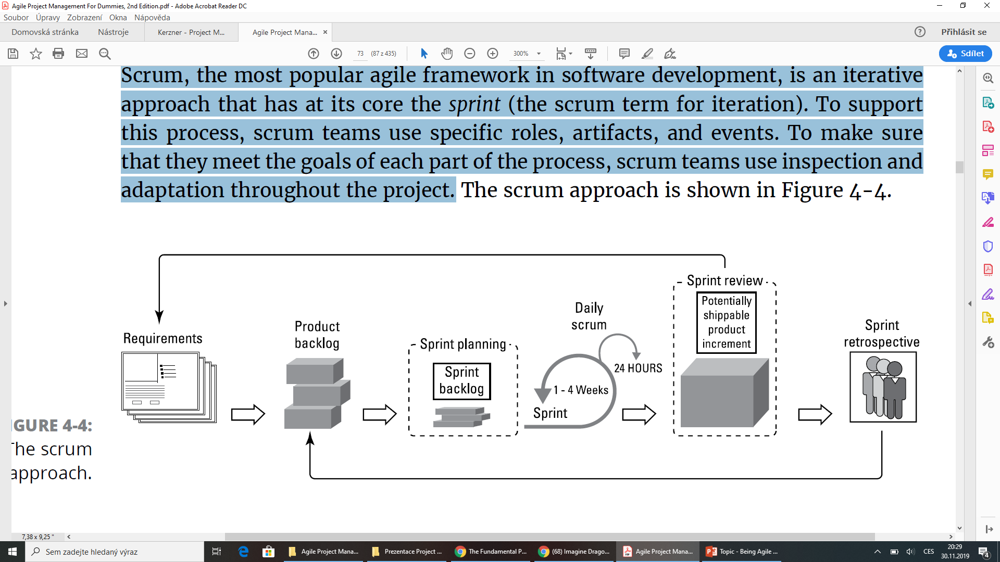 Agile Project Management For Dummies, 2nd Edition.pdf - Adobe Acrobat Reader DC
Soubor Úpravy Zobrazení Okna Nápověda
Domovská stránka Nástroje Kerzner - Project M... Agile Project Mana... × ? Přihlásit se
73 (87 z 435) 300% Sdílet
Scrum, the most popular agile framework in software development, is an iterative
approach that has at its core the sprint (the scrum term for iteration). To support
this process, scrum teams use specific roles, artifacts, and events. To make sure
that they meet the goals of each part of the process, scrum teams use inspection and
adaptation throughout the project. The scrum approach is shown in Figure 4-4.
Requirements
Product
backlog
Sprint planning
Sprint
backlog
Daily
scrum
24 HOURS
1 - 4 Weeks
Sprint
Sprint review
Potentially
shippable
product
increment
Sprint
retrospective
IGURE 4-4:
The scrum
approach.
7,38 x 9,25 "
Sem zadejte hledaný výraz
Agile Project Mana...
Prezentace Project ...
The Fundamental P...
(68) Imagine Drago...
Agile Project Mana...
Topic - Being Agile ...
CES
20:29
30.11.2019
4